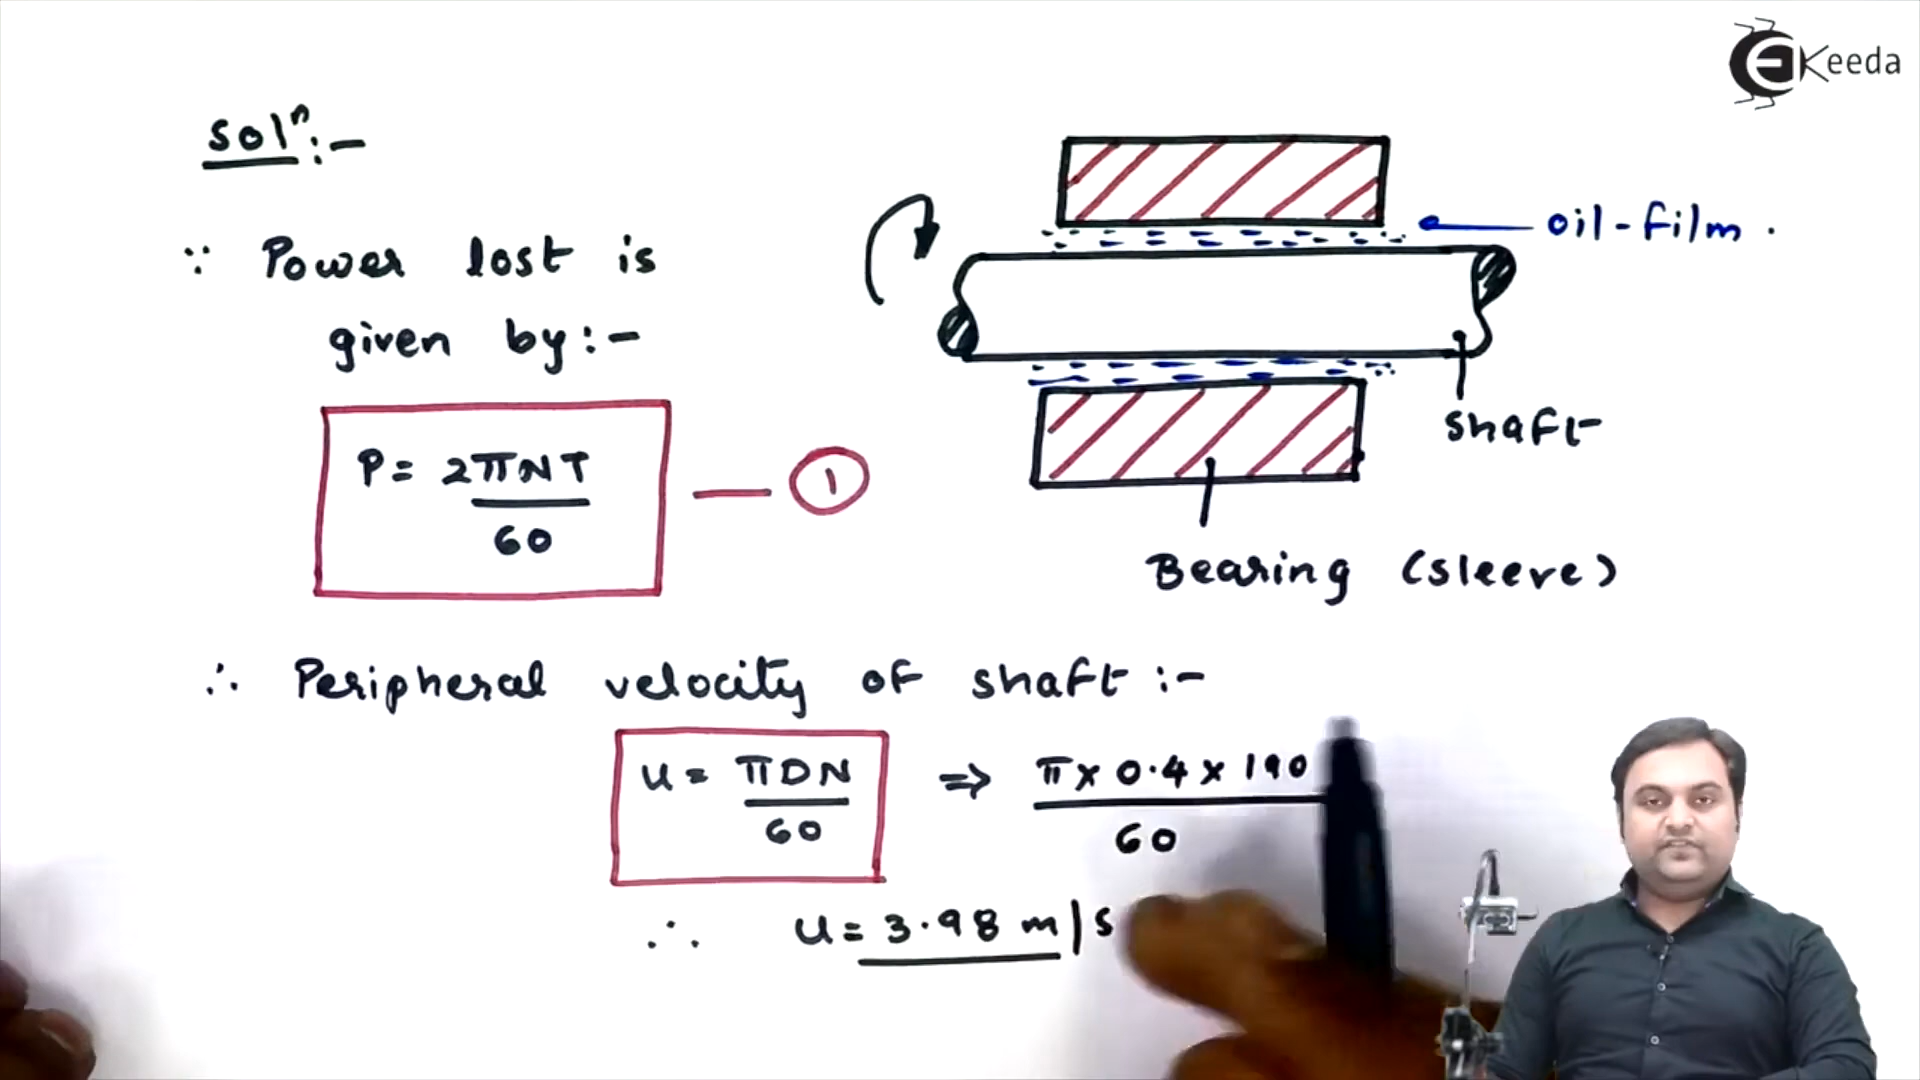 EKeeda
Solⁿ:-
∵ Power lost is
given by:-
P = 2πNT
60
1
oil-film.
shaft
Bearing (sleeve)
∴ Peripheral velocity of shaft :-
u = πDN
60
⇒ π x 0.4 x 190
60
∴ u = 3.98 m/s